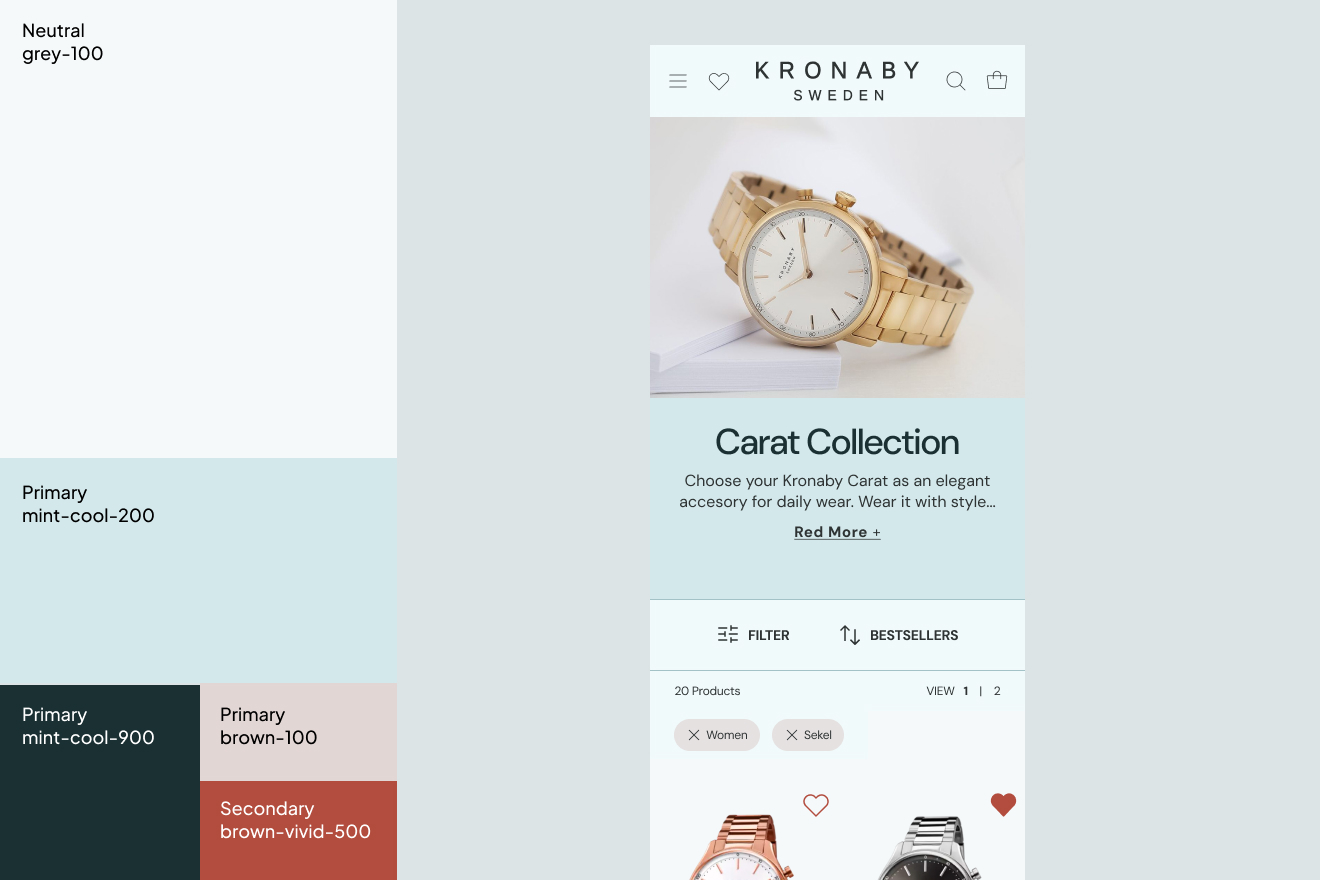 Neutral
grey-100
Primary
mint-cool-200
Primary
mint-cool-900
Primary
brown-100
Secondary
brown-vivid-500
KRONABY
SWEDEN
KRONABY
Carat Collection
Choose your Kronaby Carat as an elegant
accesory for daily wear. Wear it with style...
Red More +
FILTER
BESTSELLERS
20 Products
VIEW 1 | 2
Women
Sekel